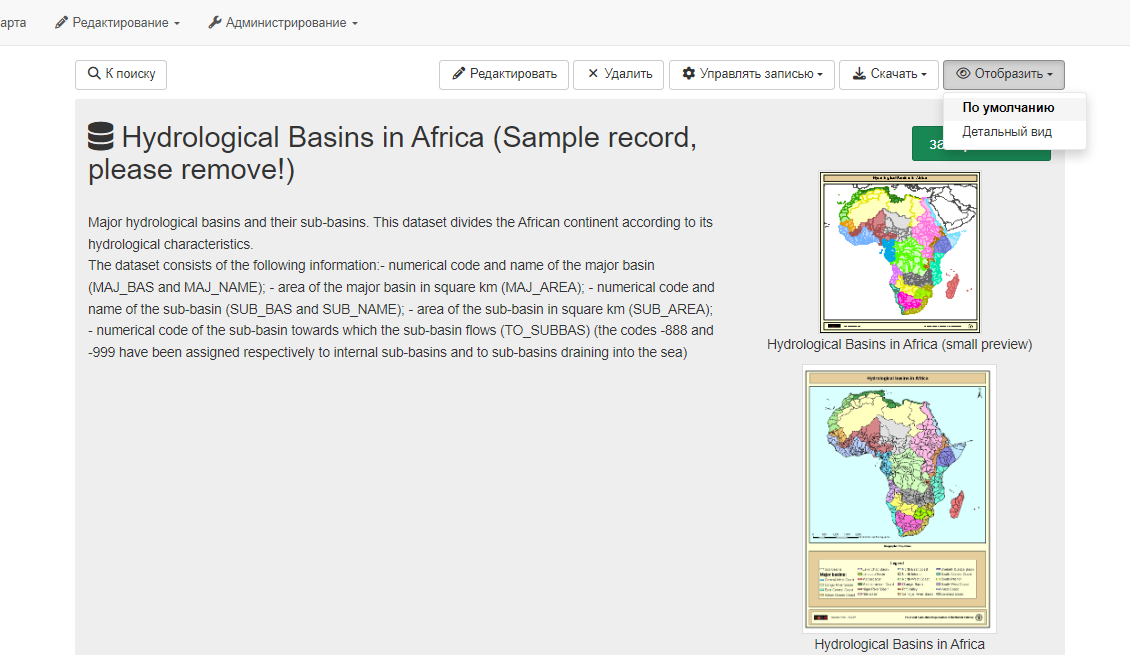 арта Редактирование Администрирование
К поиску Редактировать Удалить Управлять записью Скачать Отобразить
По умолчанию
Детальный вид
Hydrological Basins in Africa (Sample record,
please remove!)
Major hydrological basins and their sub-basins. This dataset divides the African continent according to its
hydrological characteristics.
The dataset consists of the following information:- numerical code and name of the major basin
(MAJ_BAS and MAJ_NAME); - area of the major basin in square km (MAJ_AREA); - numerical code and
name of the sub-basin (SUB_BAS and SUB_NAME); - area of the sub-basin in square km (SUB_AREA);
- numerical code of the sub-basin towards which the sub-basin flows (TO_SUBBAS) (the codes -888 and
-999 have been assigned respectively to internal sub-basins and to sub-basins draining into the sea)
Hydrological Basins in Africa
Hydrological Basins in Africa (small preview)
Hydrological basins in Africa
Legend
Major basins:
Hydrological Basins in Africa